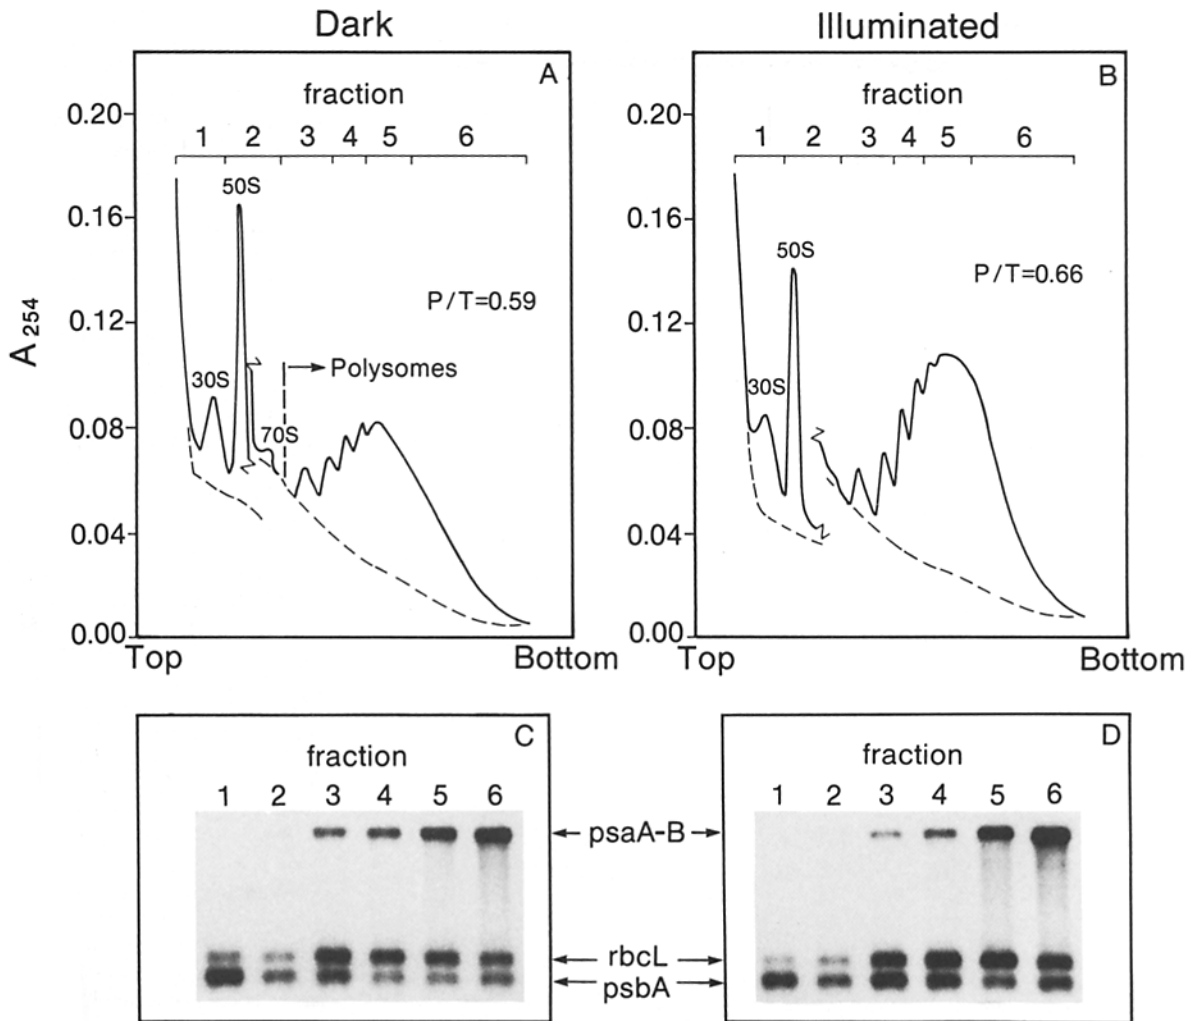 Dark
Illuminated
A
fraction
1 2 3 4 5 6
0.20
0.16
0.12
0.08
0.04
0.00
A 254
50S
30S
70S
P/T=0.59
Polysomes
Top
Bottom
B
fraction
1 2 3 4 5 6
0.20
0.16
0.12
0.08
0.04
0.00
50S
30S
P/T=0.66
Top
Bottom
C
fraction
1 2 3 4 5 6
psaA-B
rbcL
psbA
D
fraction
1 2 3 4 5 6